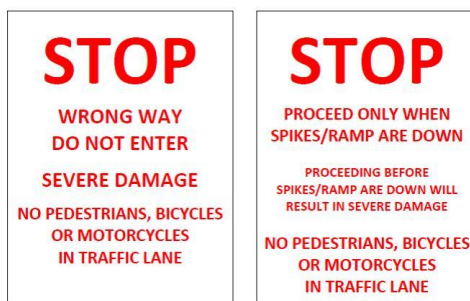 STOP
WRONG WAY
DO NOT ENTER
SEVERE DAMAGE
NO PEDESTRIANS, BICYCLES
OR MOTORCYCLES
IN TRAFFIC LANE
STOP
PROCEED ONLY WHEN
SPIKES/RAMP ARE DOWN
PROCEEDING BEFORE
SPIKES/RAMP ARE DOWN WILL
RESULT IN SEVERE DAMAGE
NO PEDESTRIANS, BICYCLES
OR MOTORCYCLES
IN TRAFFIC LANE